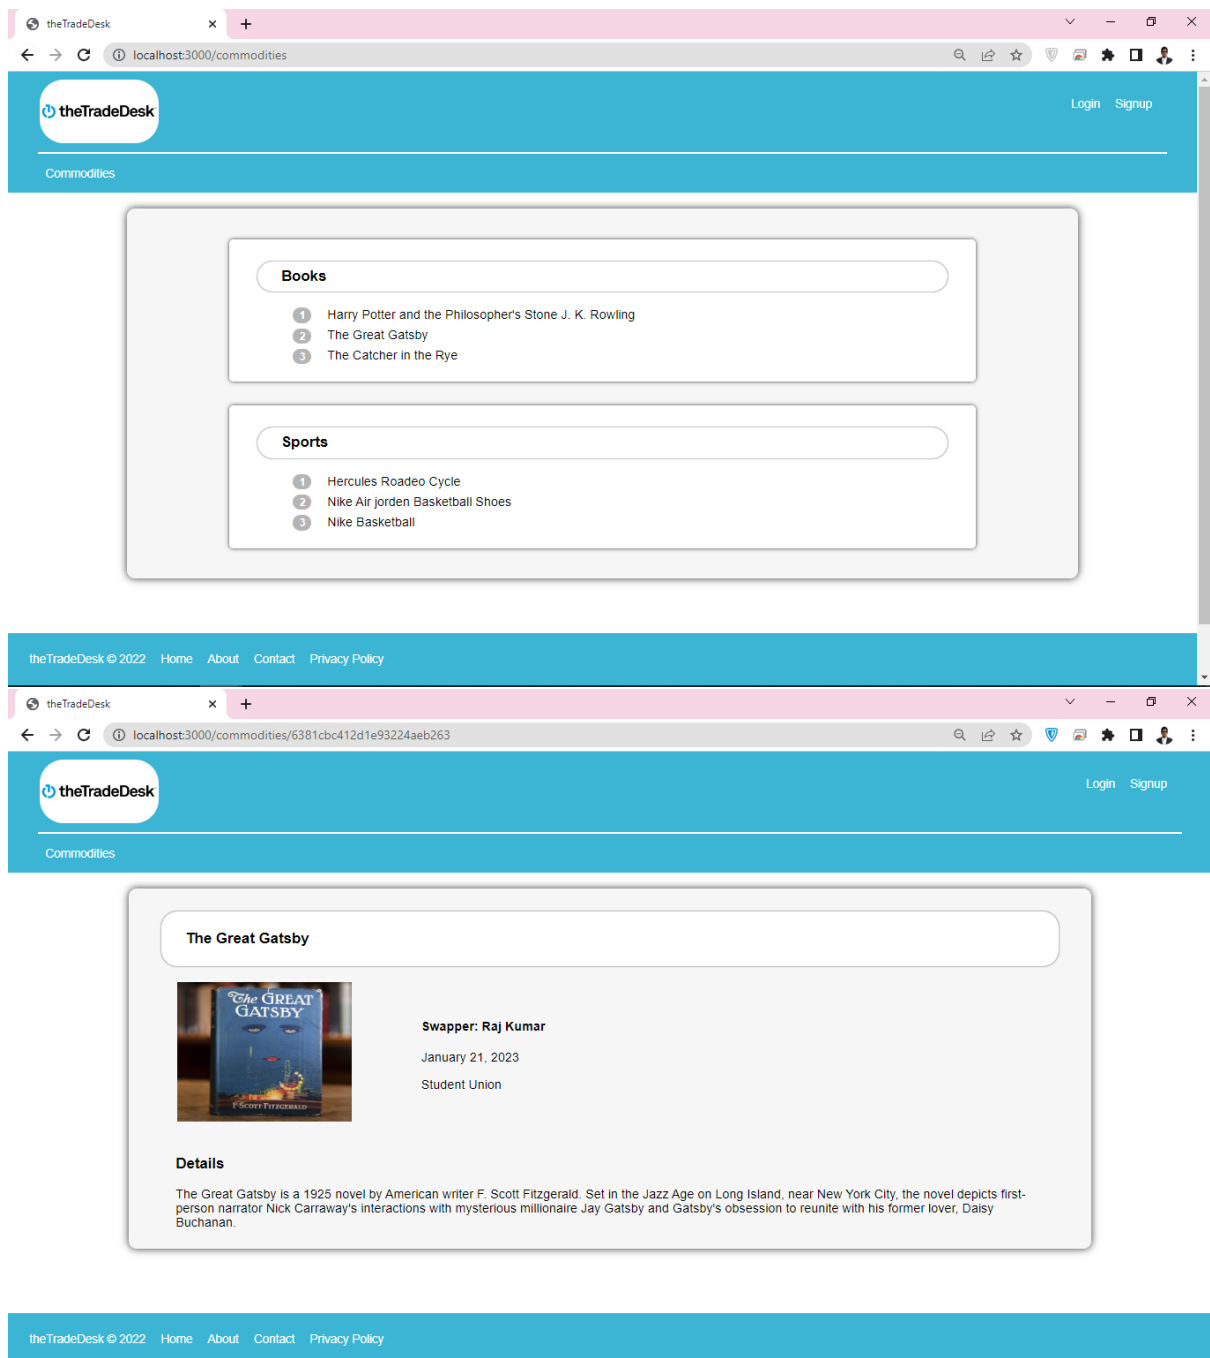 theTradeDesk
localhost:3000/commodities
theTradeDesk
Login Signup
Commodities
Books
1 Harry Potter and the Philosopher's Stone J. K. Rowling
2 The Great Gatsby
3 The Catcher in the Rye
Sports
1 Hercules Roadeo Cycle
2 Nike Air jorden Basketball Shoes
3 Nike Basketball
theTradeDesk © 2022 Home About Contact Privacy Policy
theTradeDesk
localhost:3000/commodities/6381cbc412d1e93224aeb263
theTradeDesk
Login Signup
Commodities
The Great Gatsby
The GREAT
GATSBY
F·SCOTT·FITZGERALD
Swapper: Raj Kumar
January 21, 2023
Student Union
Details
The Great Gatsby is a 1925 novel by American writer F. Scott Fitzgerald. Set in the Jazz Age on Long Island, near New York City, the novel depicts first-
person narrator Nick Carraway's interactions with mysterious millionaire Jay Gatsby and Gatsby's obsession to reunite with his former lover, Daisy
Buchanan.
theTradeDesk © 2022 Home About Contact Privacy Policy